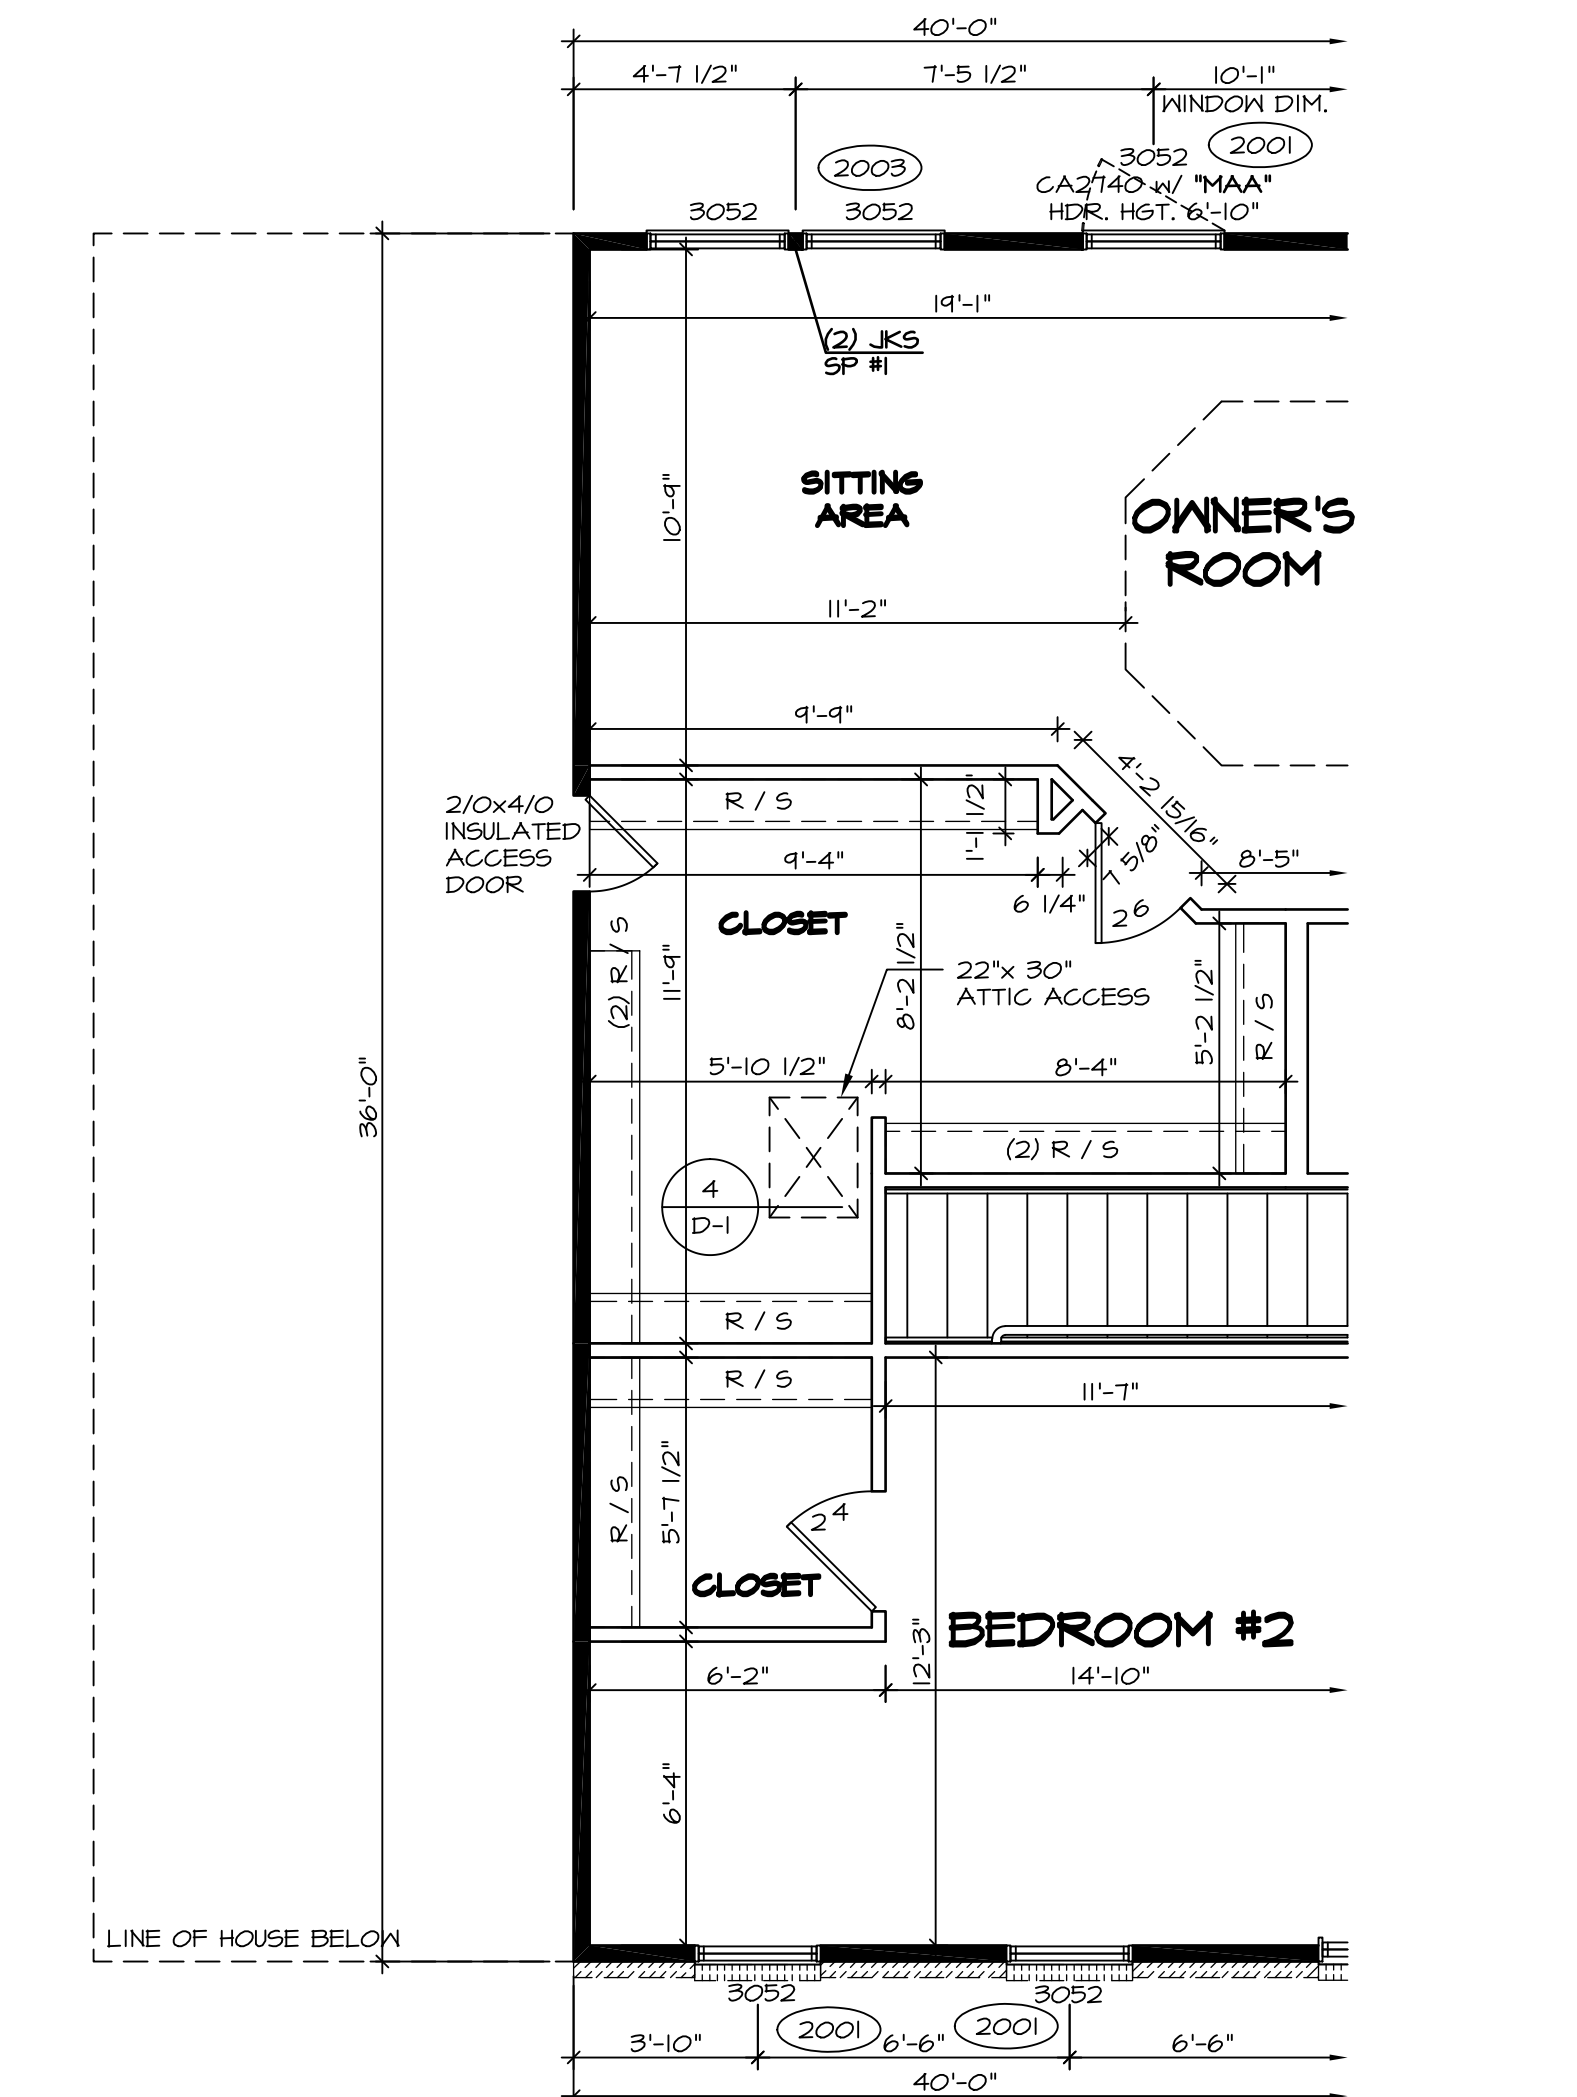 40'-0"
4'-7 1/2"
7'-5 1/2"
10'-1"
WINDOW DIM.
2003
3052
2001
CA2740 W/ "MAA"
3052
3052
HDR. HGT. 6'-10"
19'-1"
(2) JKS
SP #1
SITTING
AREA
OWNER'S
ROOM
10'-9"
11'-2"
9'-9"
4'-2 15/16"
2/0x4/0
INSULATED
ACCESS
DOOR
R / S
1'-1 1/2"
9'-4"
7 5/8"
8'-5"
6 1/4"
2 6
CLOSET
(2) R / S
11'-9"
8'-2 1/2"
22"x 30"
ATTIC ACCESS
5'-2 1/2"
R / S
36'-0"
5'-10 1/2"
8'-4"
(2) R / S
4
D-1
R / S
R / S
11'-7"
R / S
5'-7 1/2"
2 4
CLOSET
BEDROOM #2
12'-3"
6'-2"
14'-10"
6'-4"
LINE OF HOUSE BELOW
3052
3052
2001
2001
3'-10"
6'-6"
6'-6"
40'-0"